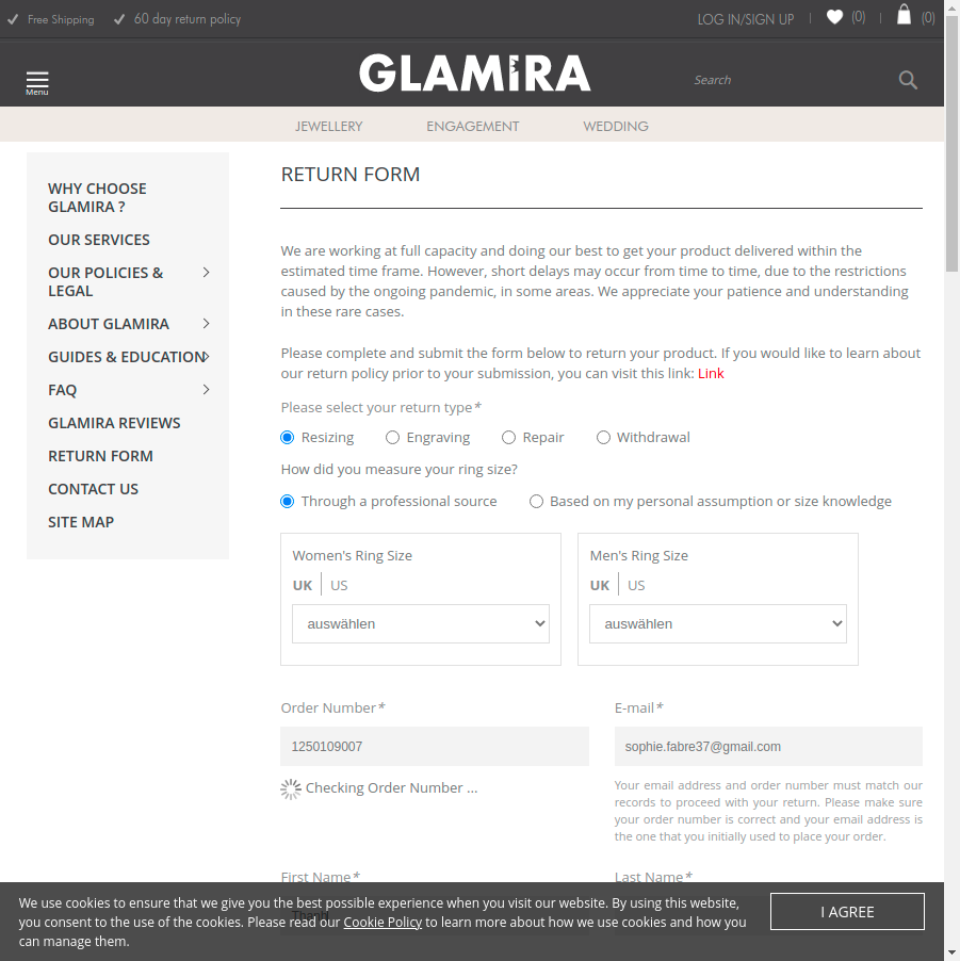 Free Shipping
60 day return policy
LOG IN/SIGN UP
(0)
(0)
Menu
GLAMIRA
Search
JEWELLERY
ENGAGEMENT
WEDDING
WHY CHOOSE
GLAMIRA ?
OUR SERVICES
OUR POLICIES &
LEGAL
ABOUT GLAMIRA
GUIDES & EDUCATION
FAQ
GLAMIRA REVIEWS
RETURN FORM
CONTACT US
SITE MAP
RETURN FORM
We are working at full capacity and doing our best to get your product delivered within the
estimated time frame. However, short delays may occur from time to time, due to the restrictions
caused by the ongoing pandemic, in some areas. We appreciate your patience and understanding
in these rare cases.
Please complete and submit the form below to return your product. If you would like to learn about
our return policy prior to your submission, you can visit this link: Link
Please select your return type*
Resizing
Engraving
Repair
Withdrawal
How did you measure your ring size?
Through a professional source
Based on my personal assumption or size knowledge
Women's Ring Size
UK | US
auswählen
Men's Ring Size
UK | US
auswählen
Order Number*
1250109007
Checking Order Number ...
E-mail*
sophie.fabre37@gmail.com
Your email address and order number must match our
records to proceed with your return. Please make sure
your order number is correct and your email address is
the one that you initially used to place your order.
First Name*
Last Name*
We use cookies to ensure that we give you the best possible experience when you visit our website. By using this website,
you consent to the use of the cookies. Please read our Cookie Policy to learn more about how we use cookies and how you
can manage them.
I AGREE